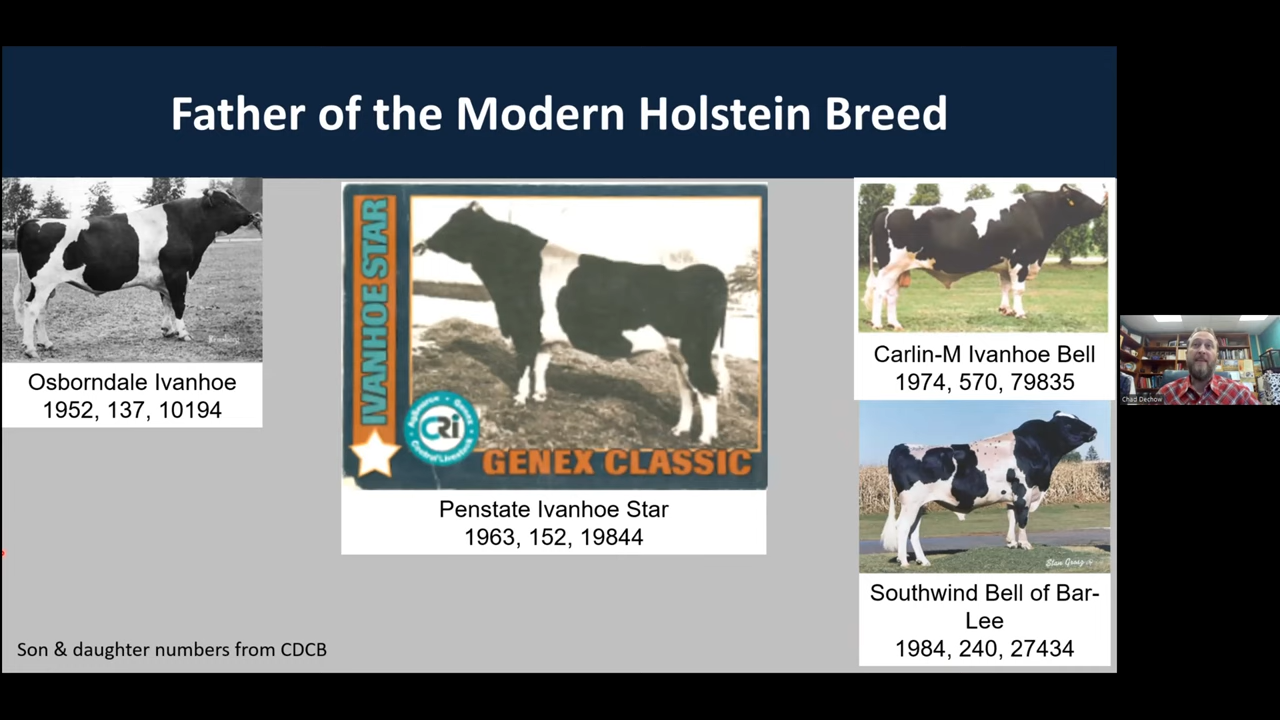 Father of the Modern Holstein Breed
Osborndale Ivanhoe
1952, 137, 10194
IVANHOE STAR
CRi
GENEX CLASSIC
Penstate Ivanhoe Star
1963, 152, 19844
Carlin-M Ivanhoe Bell
1974, 570, 79835
Southwind Bell of Bar-
Lee
1984, 240, 27434
Son & daughter numbers from CDCB
Chad Dechow